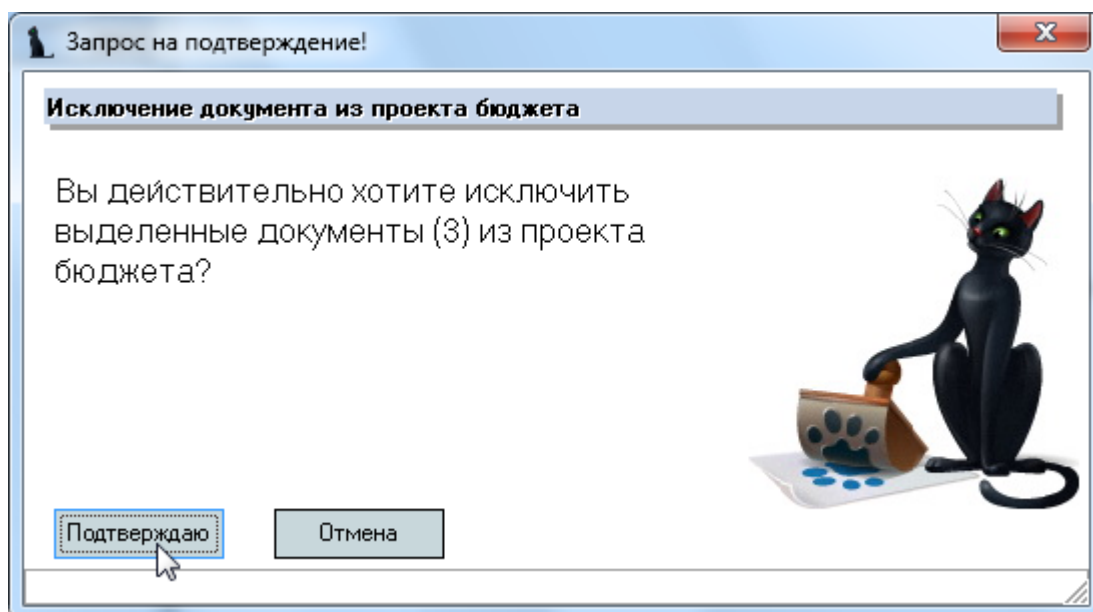 Запрос на подтверждение!
Исключение документа из проекта бюджета
Вы действительно хотите исключить
выделенные документы (3) из проекта
бюджета?
Подтверждаю
Отмена